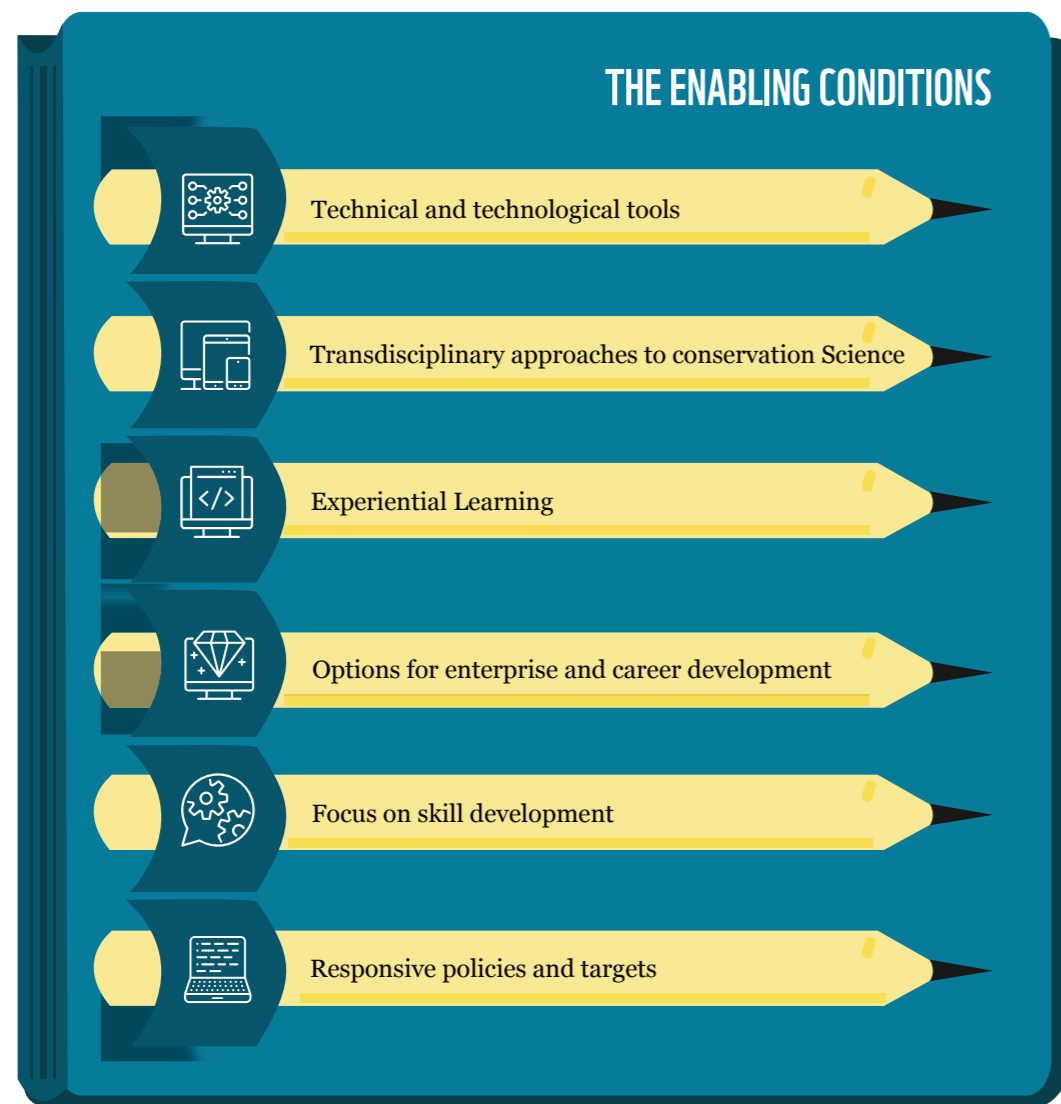 THE ENABLING CONDITIONS
Technical and technological tools
Transdisciplinary approaches to conservation Science
</>
Experiential Learning
Options for enterprise and career development
Focus on skill development
Responsive policies and targets